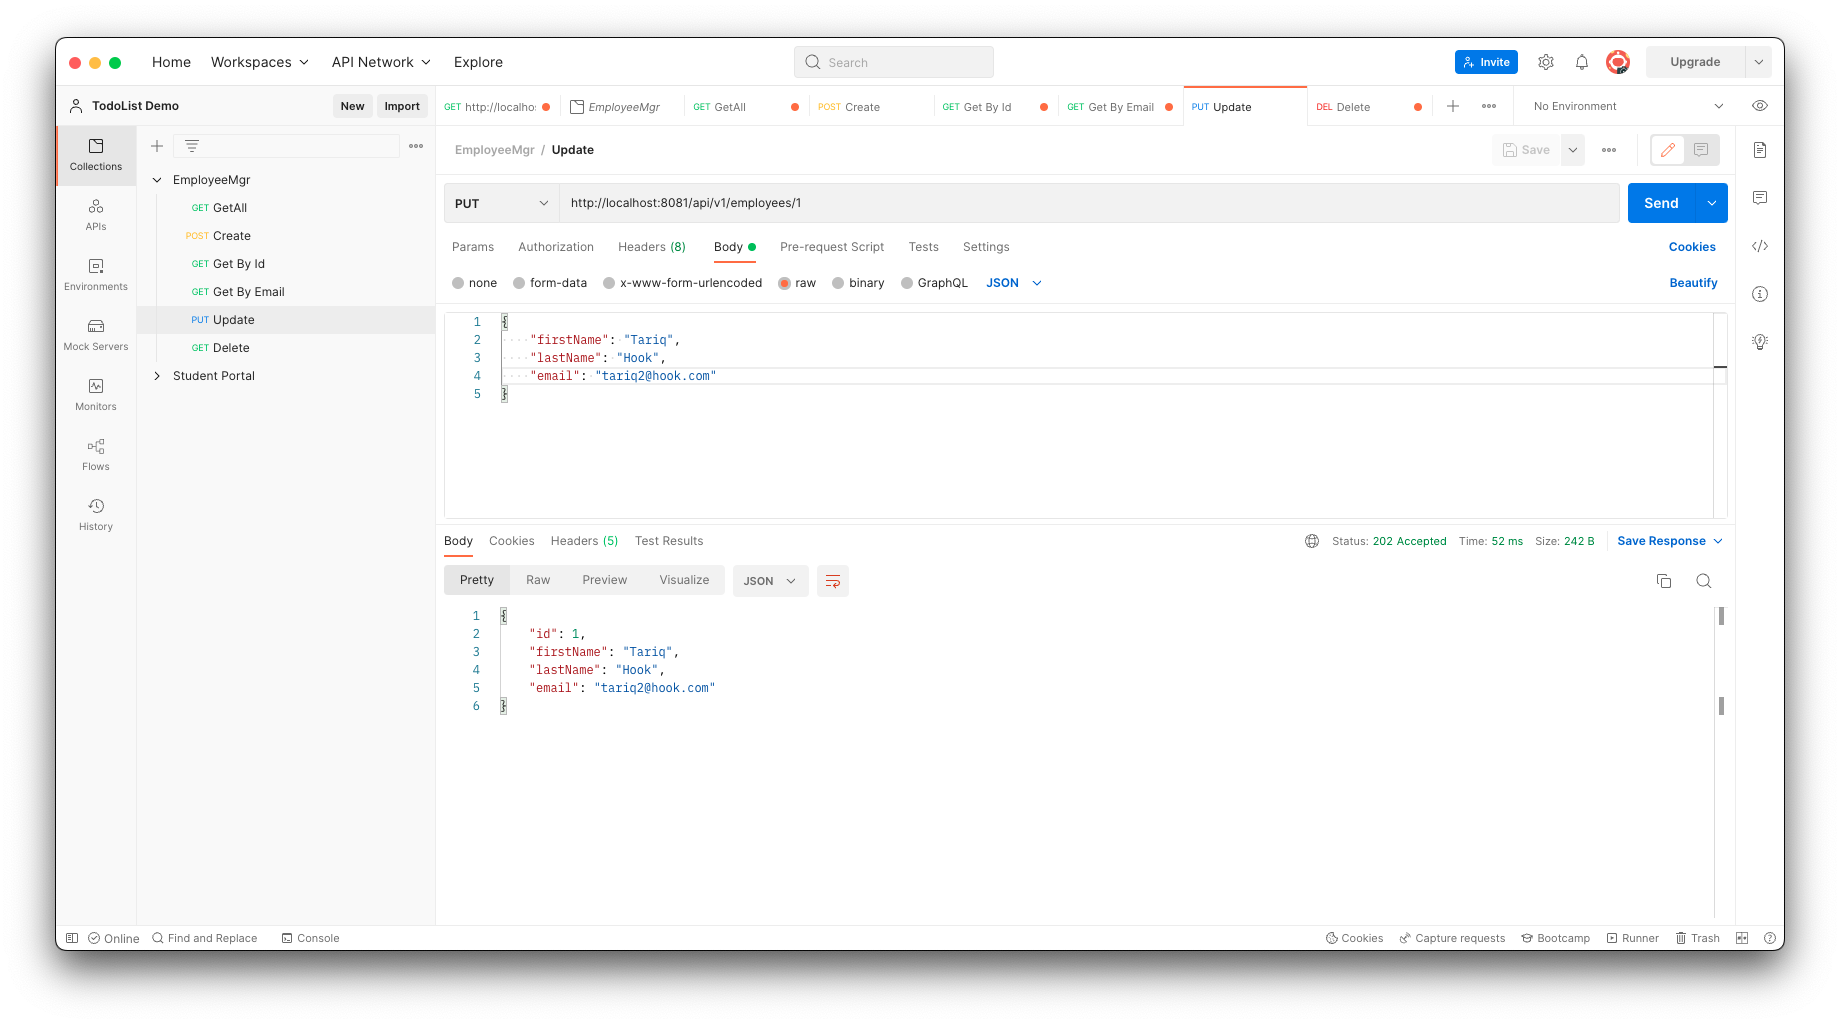 Home Workspaces API Network Explore Search Invite Upgrade
TodoList Demo New Import
GET http://localho: EmployeeMgr GET GetAll POST Create GET Get By Id GET Get By Email PUT Update DEL Delete No Environment
Collections
APIs
Environments
Mock Servers
Monitors
Flows
History
EmployeeMgr
GET GetAll
POST Create
GET Get By Id
GET Get By Email
PUT Update
GET Delete
Student Portal
EmployeeMgr / Update Save
PUT http://localhost:8081/api/v1/employees/1 Send
Params Authorization Headers (8) Body Pre-request Script Tests Settings Cookies
none form-data x-www-form-urlencoded raw binary GraphQL JSON Beautify
1 {
2 "firstName": "Tariq",
3 "lastName": "Hook",
4 "email": "tariq2@hook.com"
5 }
Body Cookies Headers (5) Test Results Status: 202 Accepted Time: 52 ms Size: 242 B Save Response
Pretty Raw Preview Visualize JSON
1 {
2 "id": 1,
3 "firstName": "Tariq",
4 "lastName": "Hook",
5 "email": "tariq2@hook.com"
6 }
Online Find and Replace Console Cookies Capture requests Bootcamp Runner Trash